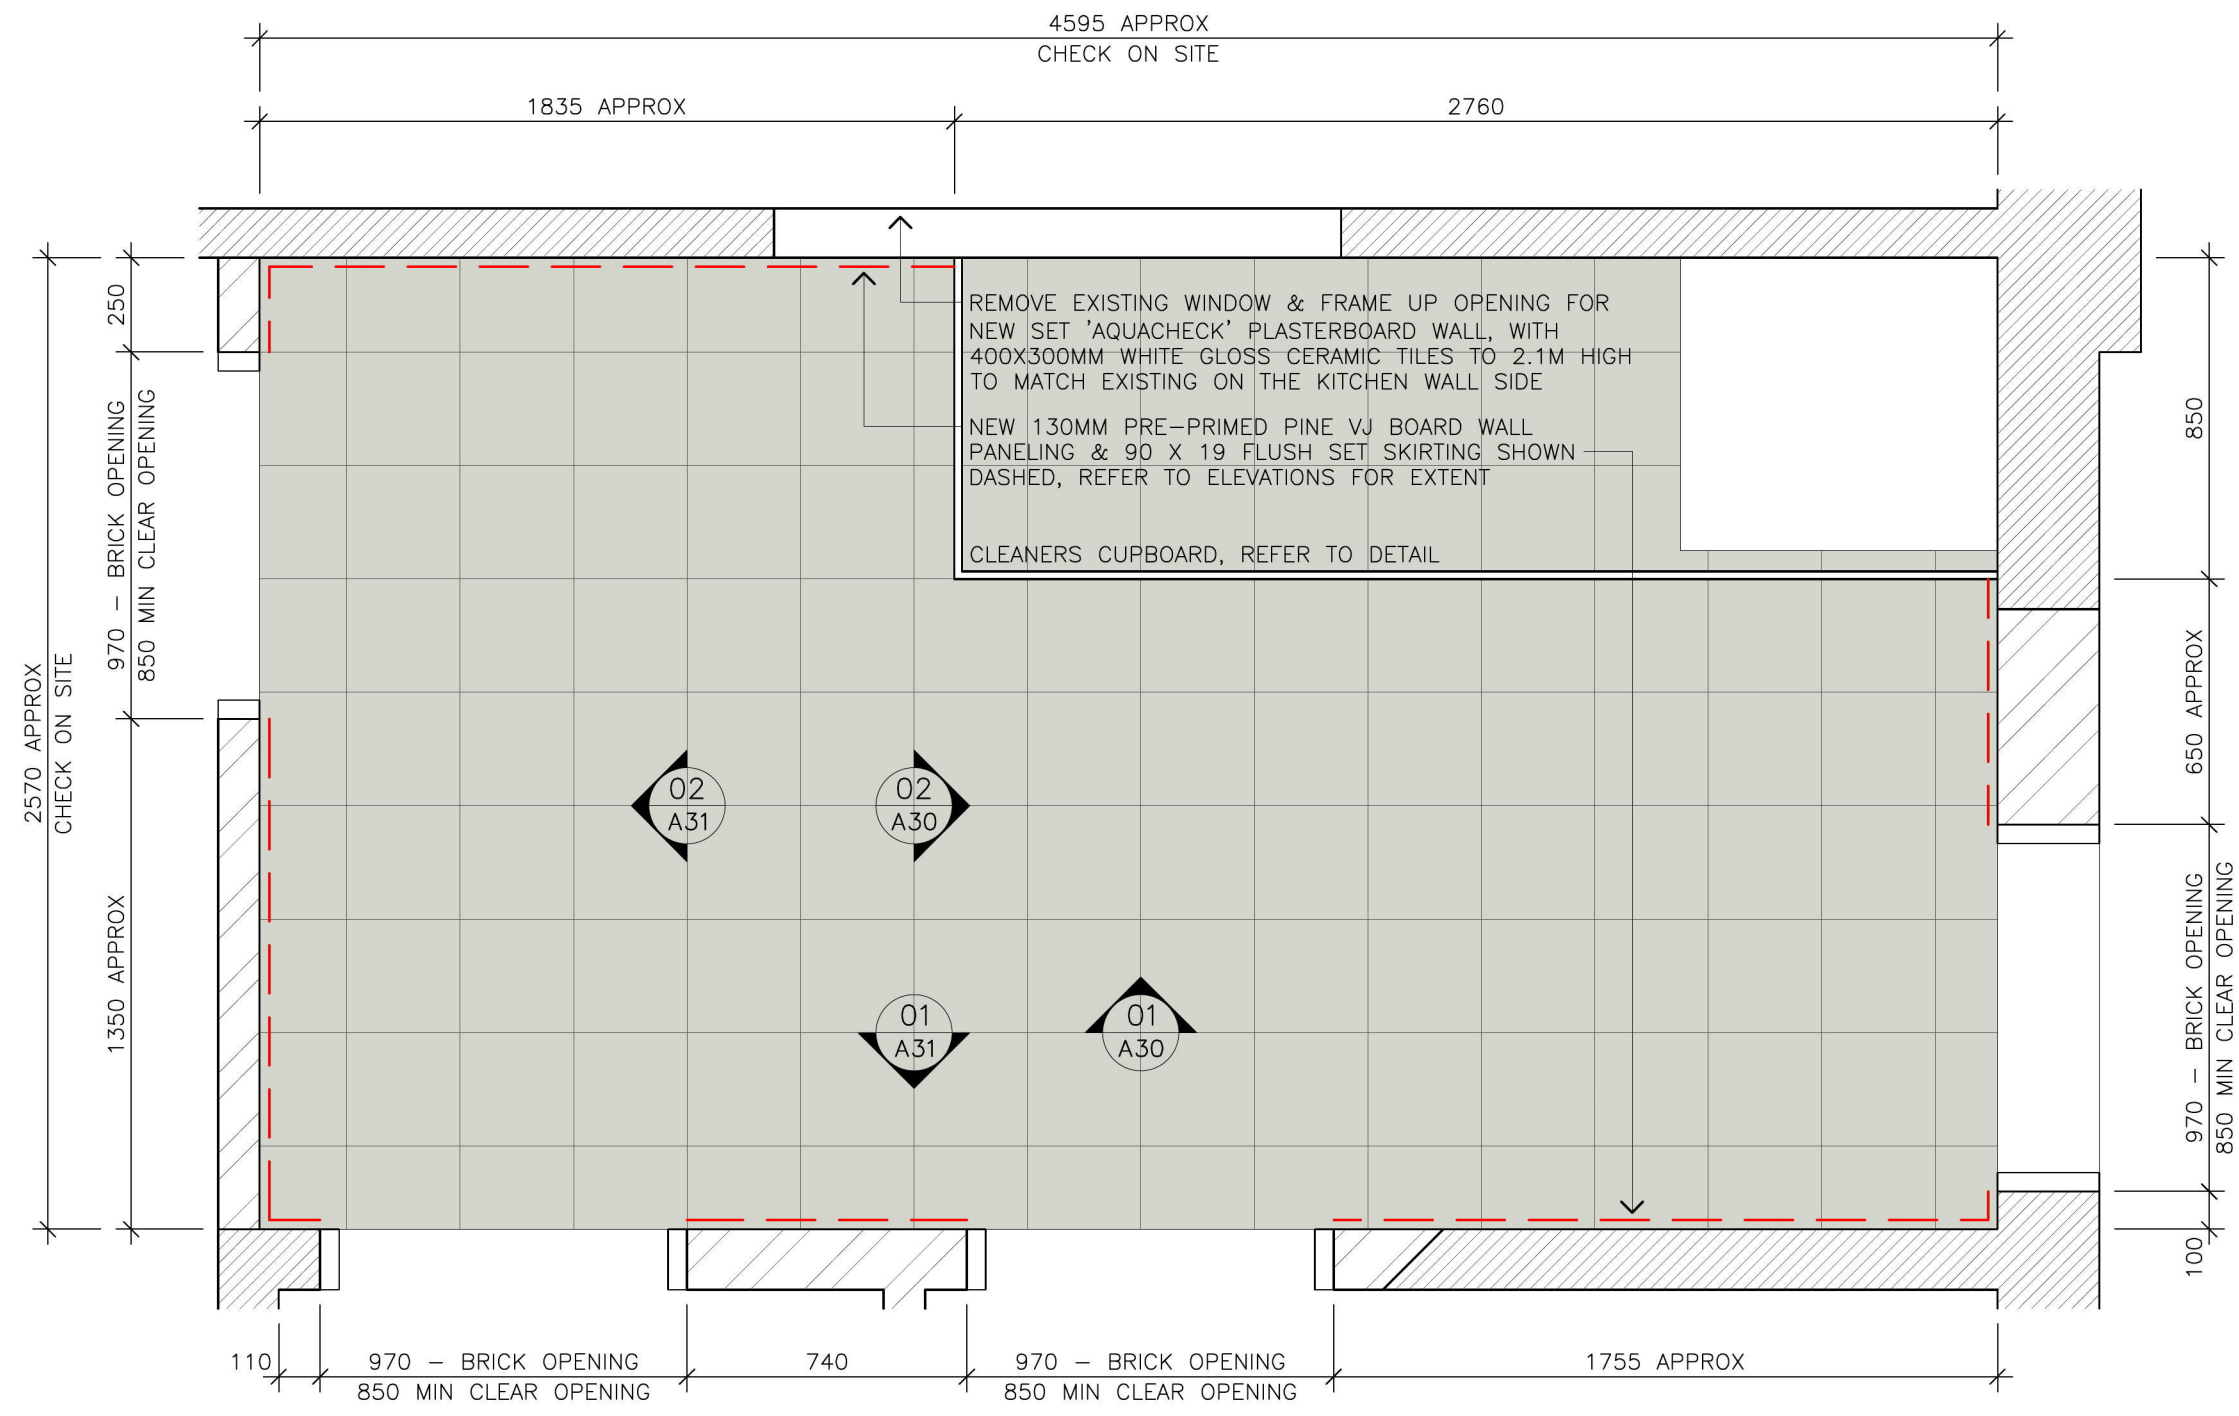 4595 APPROX
CHECK ON SITE
1835 APPROX
2760
REMOVE EXISTING WINDOW & FRAME UP OPENING FOR
NEW SET 'AQUACHECK' PLASTERBOARD WALL, WITH
400X300MM WHITE GLOSS CERAMIC TILES TO 2.1M HIGH
TO MATCH EXISTING ON THE KITCHEN WALL SIDE
NEW 130MM PRE-PRIMED PINE VJ BOARD WALL
PANELING & 90 X 19 FLUSH SET SKIRTING SHOWN
DASHED, REFER TO ELEVATIONS FOR EXTENT
CLEANERS CUPBOARD, REFER TO DETAIL
2570 APPROX
CHECK ON SITE
250
970 - BRICK OPENING
850 MIN CLEAR OPENING
1350 APPROX
02
A31
02
A30
01
A31
01
A30
850
650 APPROX
970 - BRICK OPENING
850 MIN CLEAR OPENING
100
110
970 - BRICK OPENING
850 MIN CLEAR OPENING
740
970 - BRICK OPENING
850 MIN CLEAR OPENING
1755 APPROX